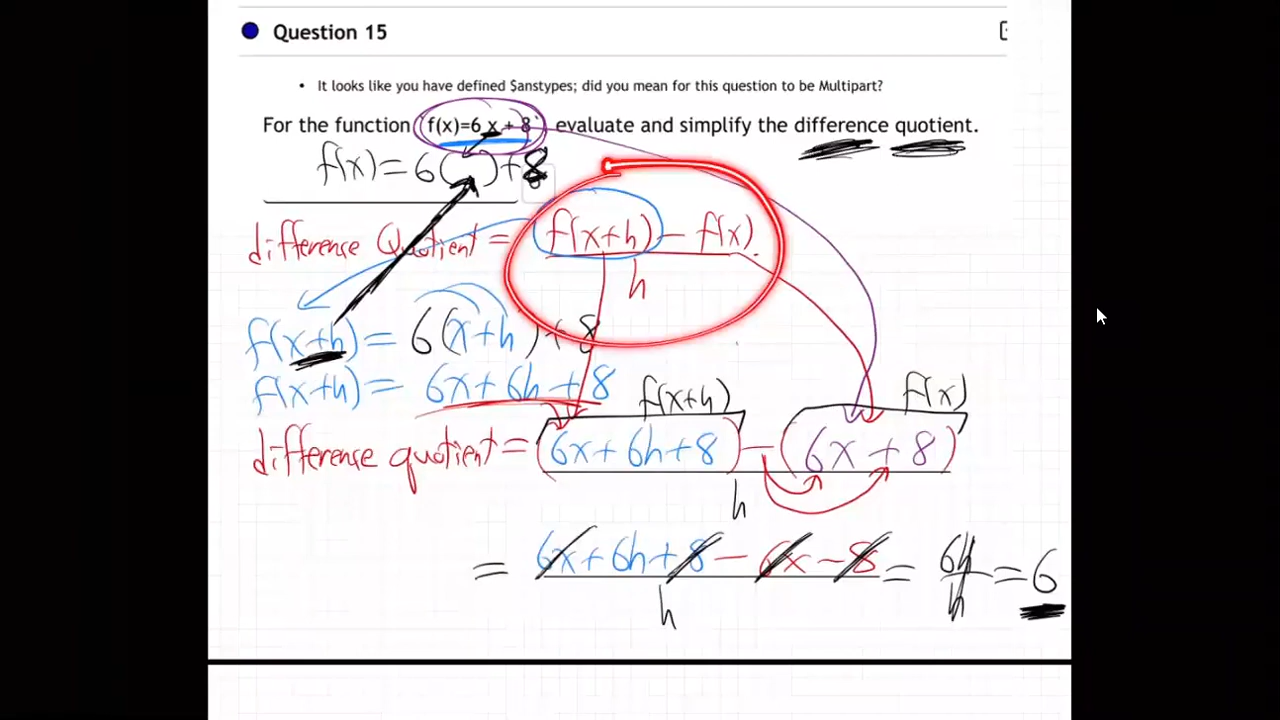 Question 15
• It looks like you have defined $anstypes; did you mean for this question to be Multipart?
For the function `f(x)=6 x + 8` evaluate and simplify the difference quotient.
f(x) = 6( ) + 8
difference Quotient = f(x+h) - f(x)
h
f(x+h) = 6(x+h) + 8
f(x+h) = 6x + 6h + 8
f(x+h) f(x)
difference quotient = (6x + 6h + 8) - (6x + 8)
h
= 6x + 6h + 8 - 6x - 8 = 6h = 6
h h